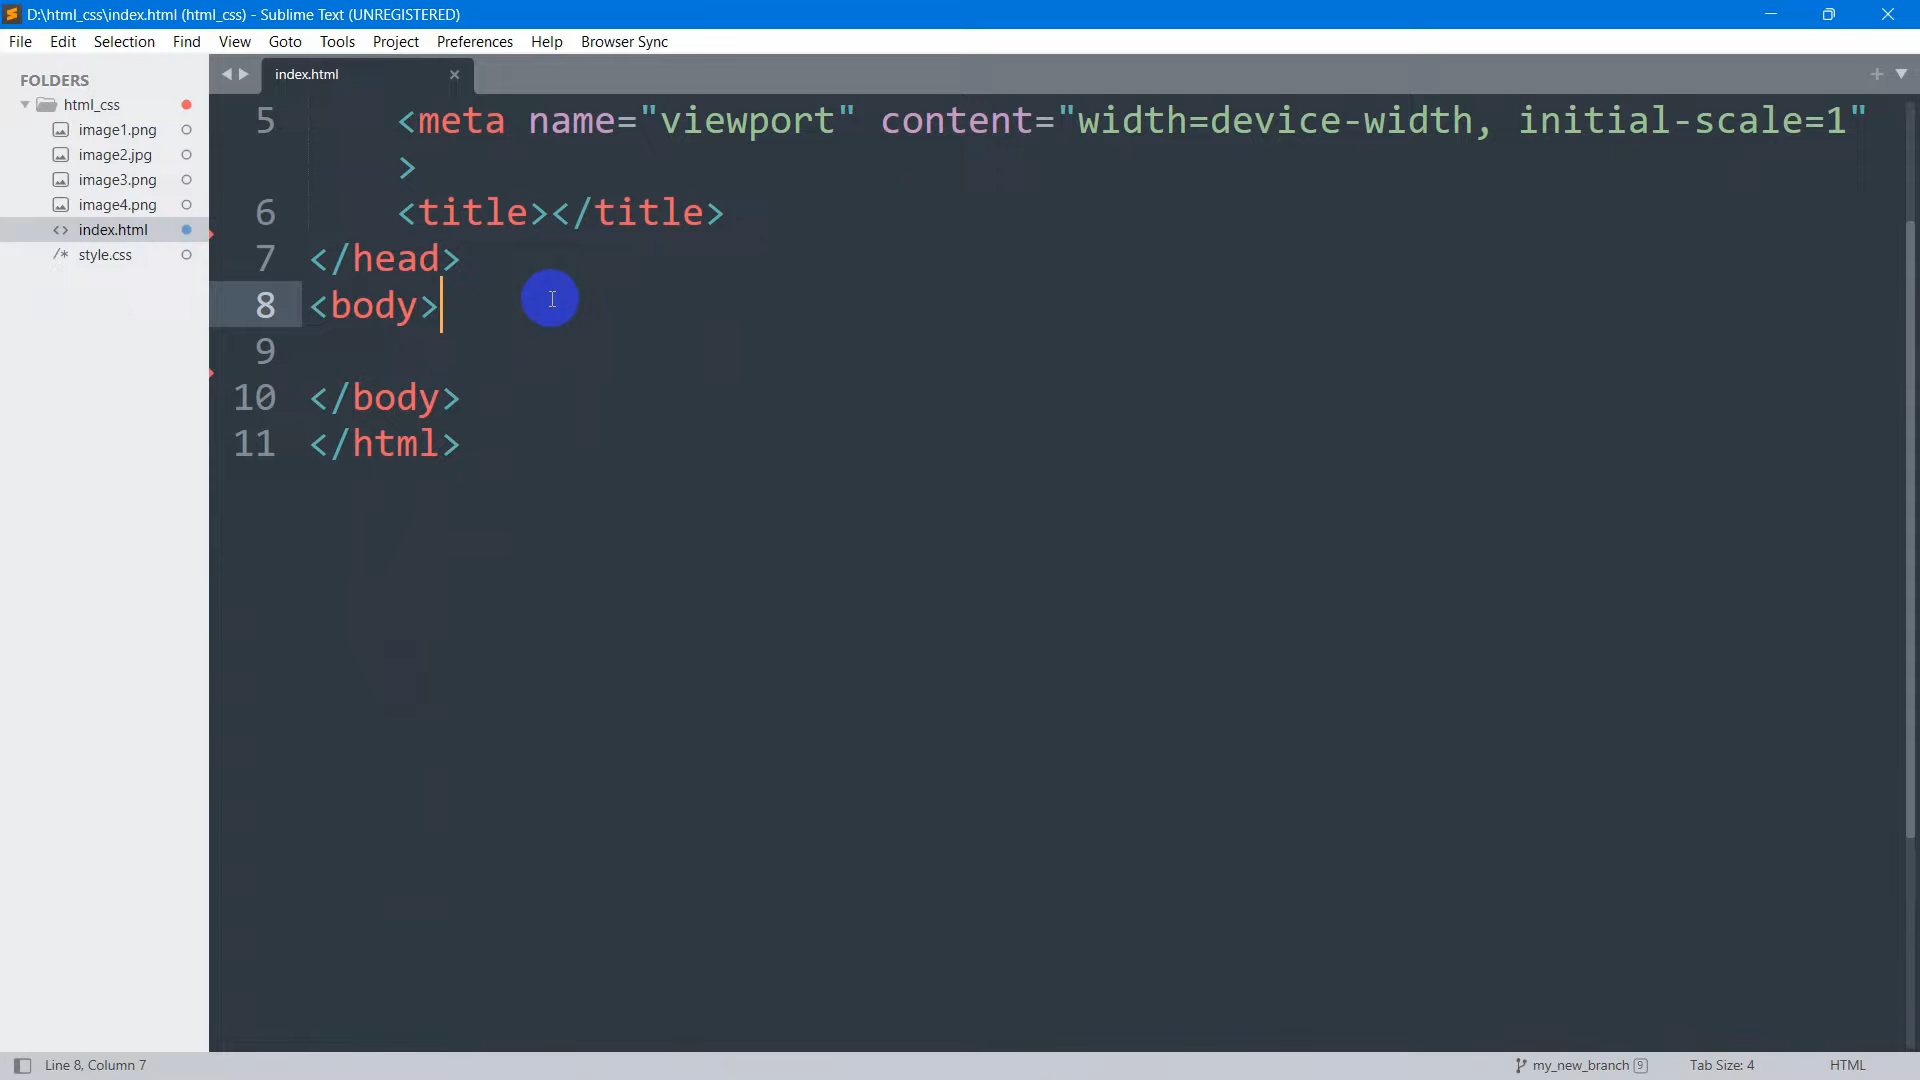 D:\html_css\index.html (html_css) - Sublime Text (UNREGISTERED)
File Edit Selection Find View Goto Tools Project Preferences Help Browser Sync
FOLDERS
html_css
image1.png
image2.jpg
image3.png
image4.png
<> index.html
/* style.css
index.html
5 <meta name="viewport" content="width=device-width, initial-scale=1"
>
6 <title></title>
7 </head>
8 <body>
9
10 </body>
11 </html>
Line 8, Column 7
my_new_branch 9
Tab Size: 4
HTML